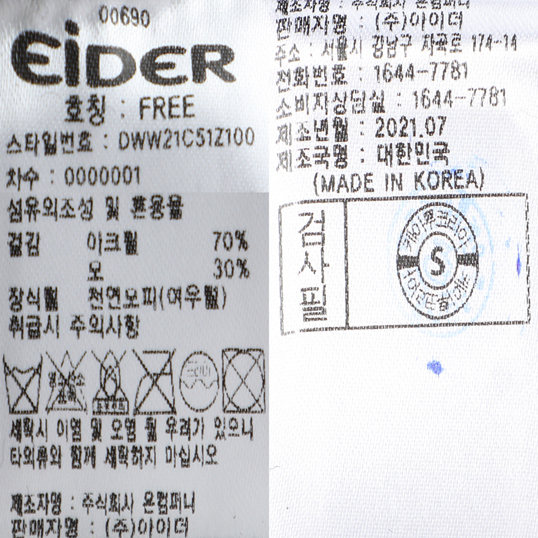 00690
EiDER
호칭 : FREE
스타일번호 : DWW21C51Z100
차수 : 0000001
섬유의조성 및 혼용률
겉감 아크릴 70%
모 30%
장식털 천연모피(여우털)
취급시 주의사항
세탁시 이염 및 오염 될 우려가 있으니
타의류와 함께 세탁하지 마십시오
제조자명 : 주식회사 온컴퍼니
판매자명 : (주)아이더
제조자명 : 주식회사 온컴퍼니
판매자명 : (주)아이더
주소 : 서울시 강남구 자곡로 174-14
전화번호 : 1644-7781
소비자상담실 : 1644-7781
제조년월 : 2021.07
제조국명 : 대한민국
(MADE IN KOREA)
검사필
S